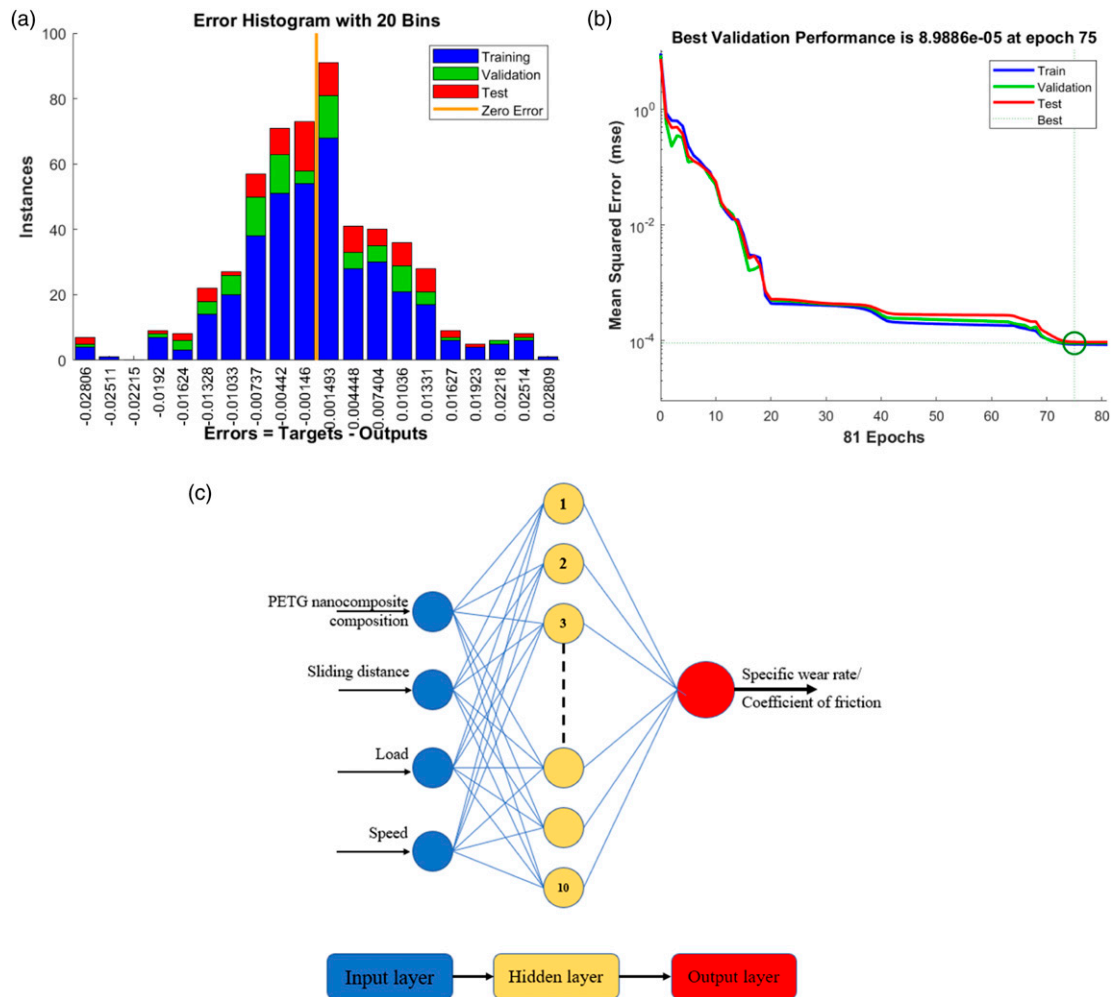 (a)
Error Histogram with 20 Bins
Training
Validation
Test
Zero Error
Instances
100
80
60
40
20
0
-0.02806
-0.02511
-0.02215
-0.0192
-0.01624
-0.01328
-0.01033
-0.00737
-0.00442
-0.00146
0.001493
0.004448
0.007404
0.01036
0.01331
0.01627
0.01923
0.02218
0.02514
0.02809
Errors = Targets - Outputs
(b)
Best Validation Performance is 8.9886e-05 at epoch 75
Train
Validation
Test
Best
Mean Squared Error (mse)
10^0
10^-2
10^-4
0 10 20 30 40 50 60 70 80
81 Epochs
(c)
PETG nanocomposite
composition
Sliding distance
Load
Speed
1
2
3
10
Specific wear rate/
Coefficient of friction
Input layer
Hidden layer
Output layer